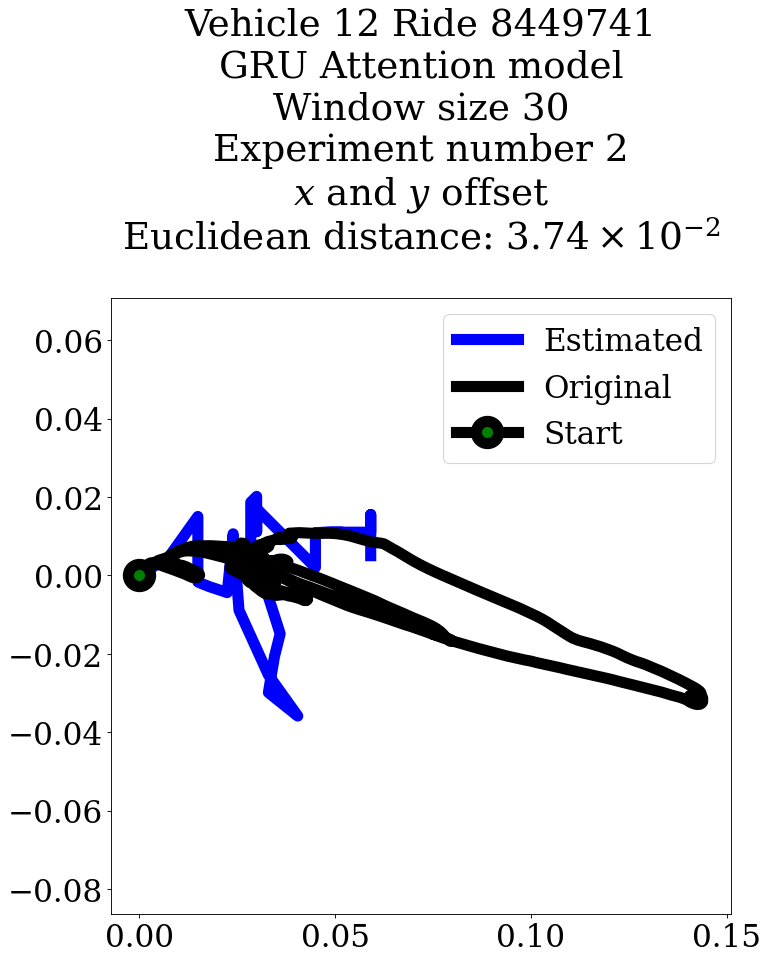 Vehicle 12 Ride 8449741
GRU Attention model
Window size 30
Experiment number 2
x and y offset
Euclidean distance: 3.74 × 10⁻²
Estimated
Original
Start
0.06
0.04
0.02
0.00
−0.02
−0.04
−0.06
−0.08
0.00 0.05 0.10 0.15